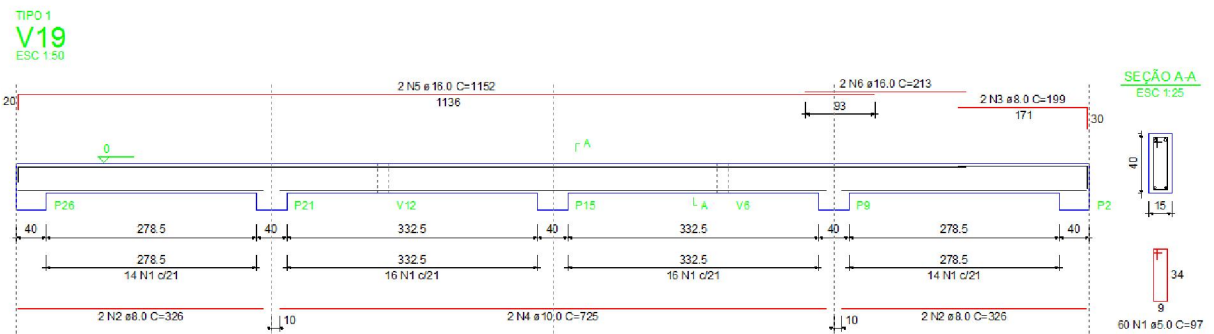 TIPO 1
V19
ESC 1:50
2 N5 ø16.0 C=1152
1136
20
2 N6 ø16.0 C=213
93
2 N3 ø8.0 C=199
171
30
SEÇÃO A-A
ESC 1:25
0
A
40
15
P26
P21
V12
P15
A
V6
P9
P2
40
278.5
40
332.5
40
332.5
40
278.5
40
278.5
14 N1 c/21
332.5
16 N1 c/21
332.5
16 N1 c/21
278.5
14 N1 c/21
34
9
60 N1 ø5.0 C=97
2 N2 ø8.0 C=326
10
2 N4 ø10.0 C=725
10
2 N2 ø8.0 C=326